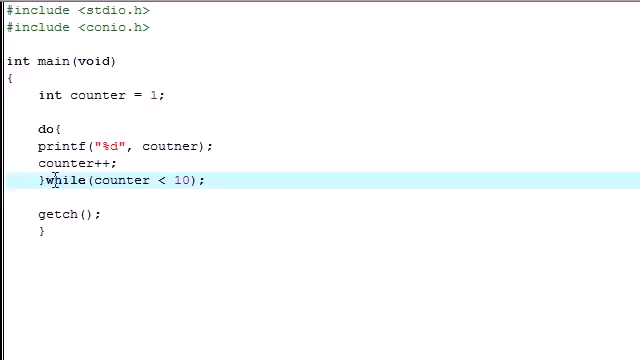 #include <stdio.h>
#include <conio.h>
int main(void)
{
int counter = 1;
do{
printf("%d", coutner);
counter++;
}while(counter < 10);
getch();
}